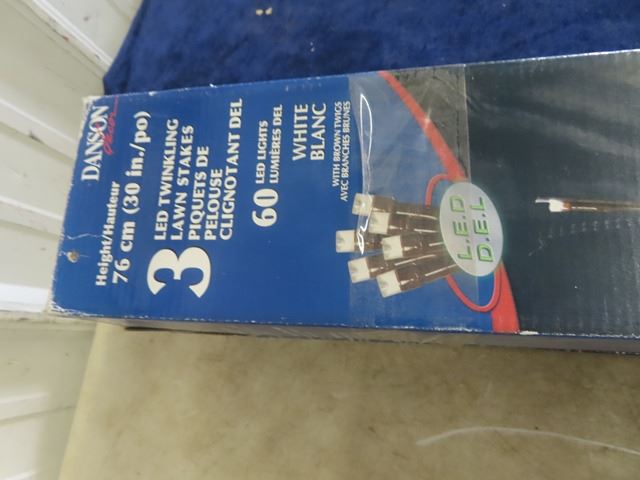 DANSON
Height/Hauteur
76 cm (30 in./po)
3
LED TWINKLING
LAWN STAKES
PIQUETS DE
PELOUSE
CLIGNOTANT DEL
60
LED LIGHTS
LUMIÈRES DEL
WHITE
BLANC
WITH BROWN TWIGS
AVEC BRANCHES BRUNES
L.E.D
D.E.L